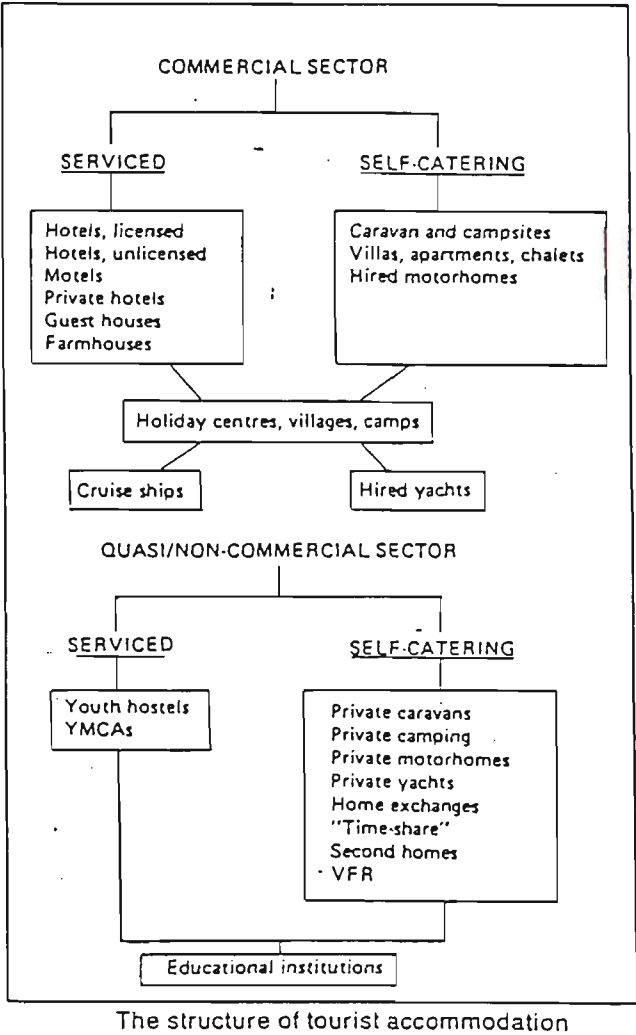 COMMERCIAL SECTOR
SERVICED
Hotels, licensed
Hotels, unlicensed
Motels
Private hotels
Guest houses
Farmhouses
SELF-CATERING
Caravan and campsites
Villas, apartments, chalets
Hired motorhomes
Holiday centres, villages, camps
Cruise ships
Hired yachts
QUASI/NON-COMMERCIAL SECTOR
SERVICED
Youth hostels
YMCAs
SELF-CATERING
Private caravans
Private camping
Private motorhomes
Private yachts
Home exchanges
"Time-share"
Second homes
VFR
Educational institutions
The structure of tourist accommodation